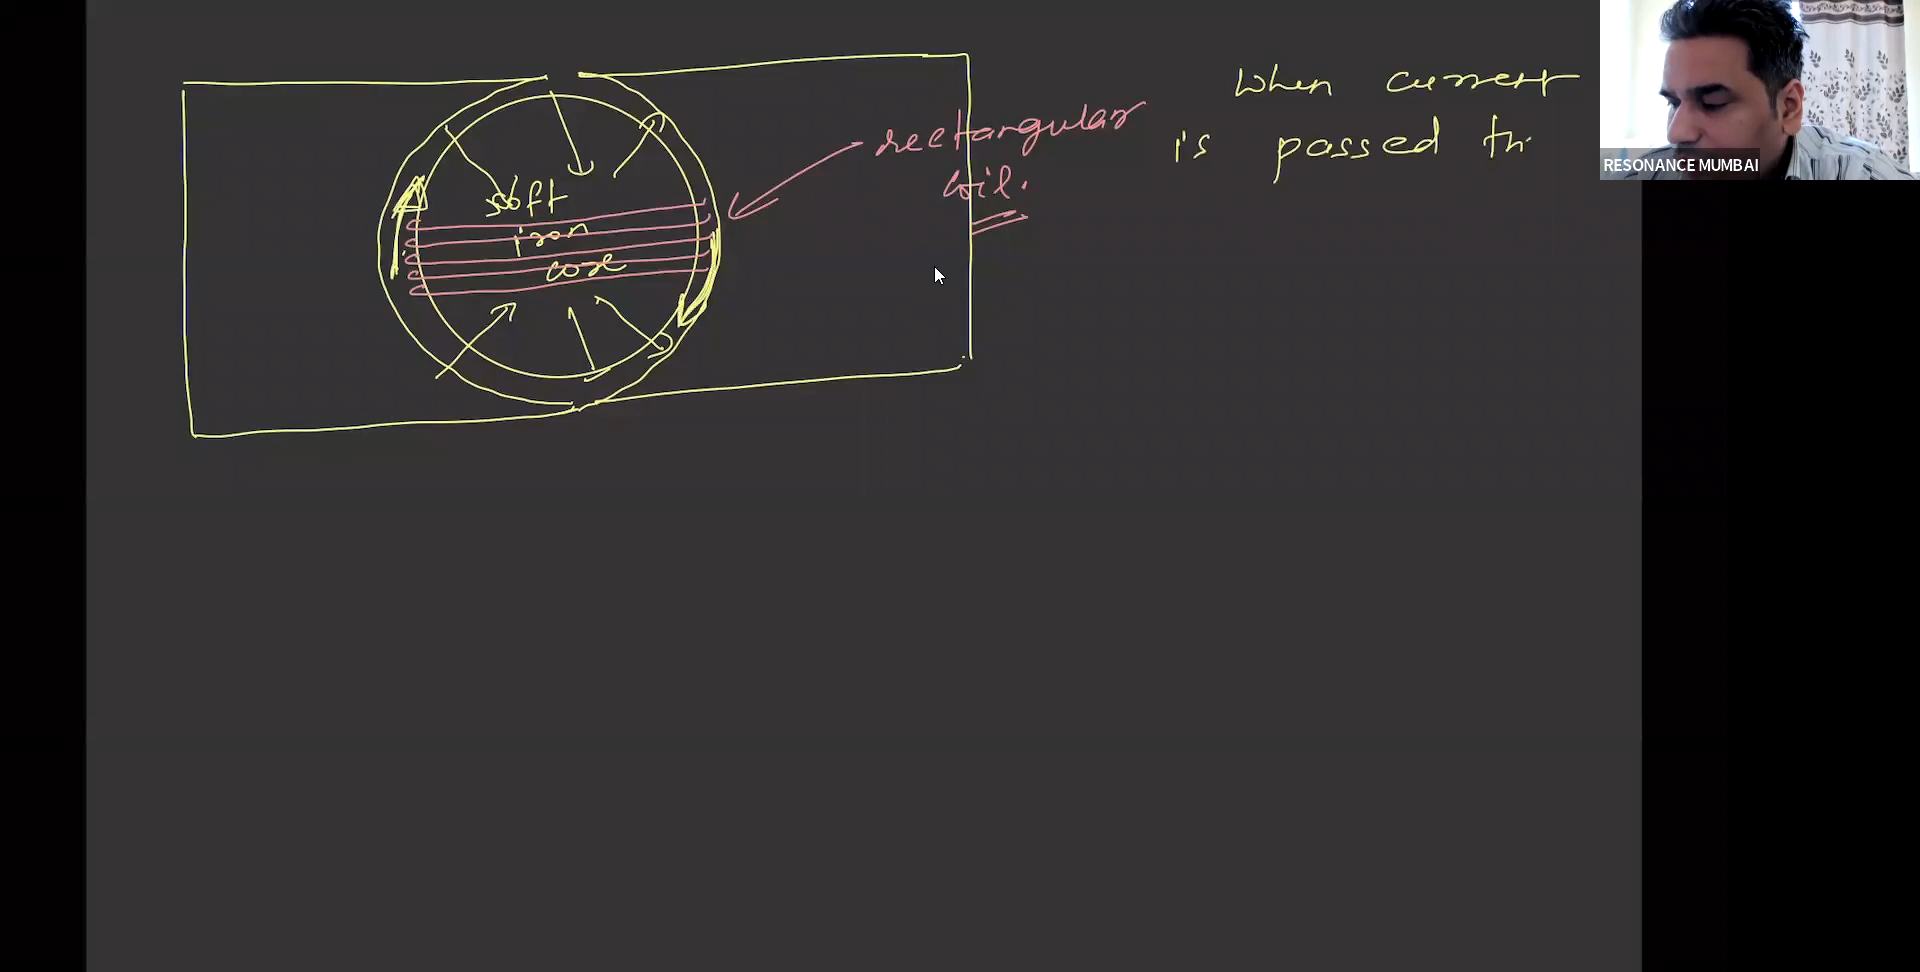 When current
is passed th
RESONANCE MUMBAI
rectangular
coil.
soft
iron
core